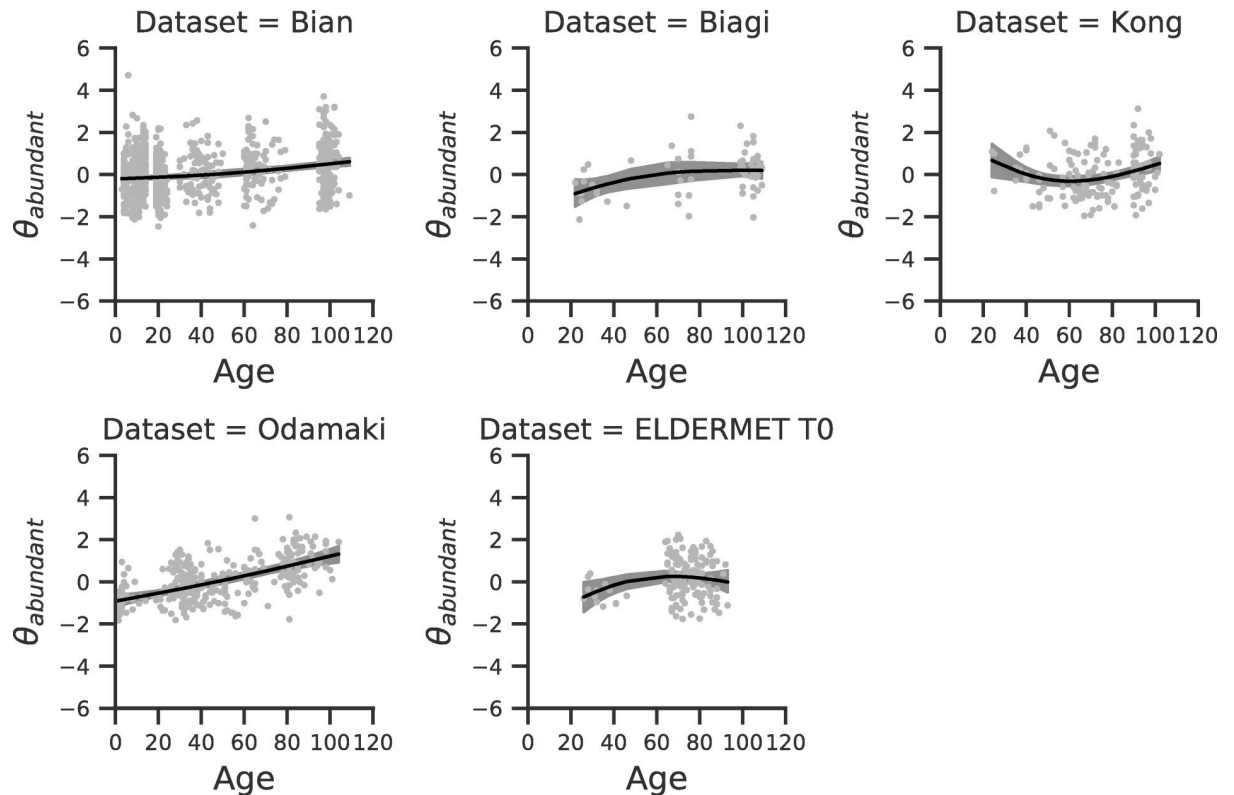 Dataset = Bian
6
4
2
0
−2
−4
−6
θabundant
0 20 40 60 80 100 120
Age
Dataset = Biagi
6
4
2
0
−2
−4
−6
θabundant
0 20 40 60 80 100 120
Age
Dataset = Kong
6
4
2
0
−2
−4
−6
θabundant
0 20 40 60 80 100 120
Age
Dataset = Odamaki
6
4
2
0
−2
−4
−6
θabundant
0 20 40 60 80 100 120
Age
Dataset = ELDERMET T0
6
4
2
0
−2
−4
−6
θabundant
0 20 40 60 80 100 120
Age